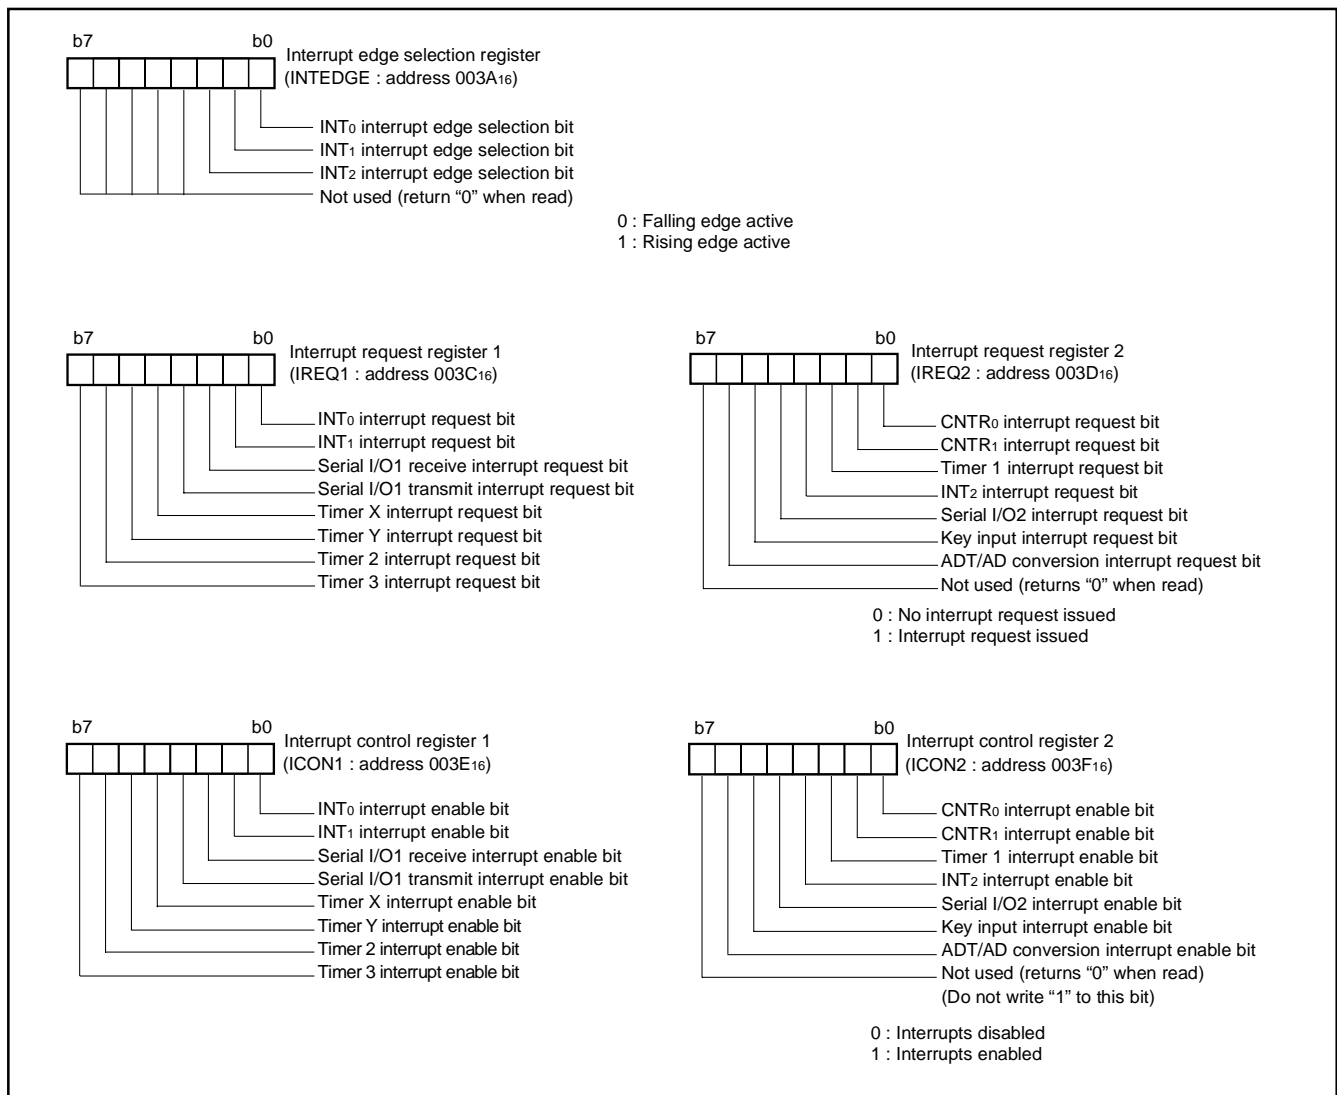 b7 b0
Interrupt edge selection register
(INTEDGE : address 003A16)
INT0 interrupt edge selection bit
INT1 interrupt edge selection bit
INT2 interrupt edge selection bit
Not used (return “0” when read)
0 : Falling edge active
1 : Rising edge active
b7 b0
Interrupt request register 1
(IREQ1 : address 003C16)
INT0 interrupt request bit
INT1 interrupt request bit
Serial I/O1 receive interrupt request bit
Serial I/O1 transmit interrupt request bit
Timer X interrupt request bit
Timer Y interrupt request bit
Timer 2 interrupt request bit
Timer 3 interrupt request bit
b7 b0
Interrupt request register 2
(IREQ2 : address 003D16)
CNTR0 interrupt request bit
CNTR1 interrupt request bit
Timer 1 interrupt request bit
INT2 interrupt request bit
Serial I/O2 interrupt request bit
Key input interrupt request bit
ADT/AD conversion interrupt request bit
Not used (returns “0” when read)
0 : No interrupt request issued
1 : Interrupt request issued
b7 b0
Interrupt control register 1
(ICON1 : address 003E16)
INT0 interrupt enable bit
INT1 interrupt enable bit
Serial I/O1 receive interrupt enable bit
Serial I/O1 transmit interrupt enable bit
Timer X interrupt enable bit
Timer Y interrupt enable bit
Timer 2 interrupt enable bit
Timer 3 interrupt enable bit
b7 b0
Interrupt control register 2
(ICON2 : address 003F16)
CNTR0 interrupt enable bit
CNTR1 interrupt enable bit
Timer 1 interrupt enable bit
INT2 interrupt enable bit
Serial I/O2 interrupt enable bit
Key input interrupt enable bit
ADT/AD conversion interrupt enable bit
Not used (returns “0” when read)
(Do not write “1” to this bit)
0 : Interrupts disabled
1 : Interrupts enabled